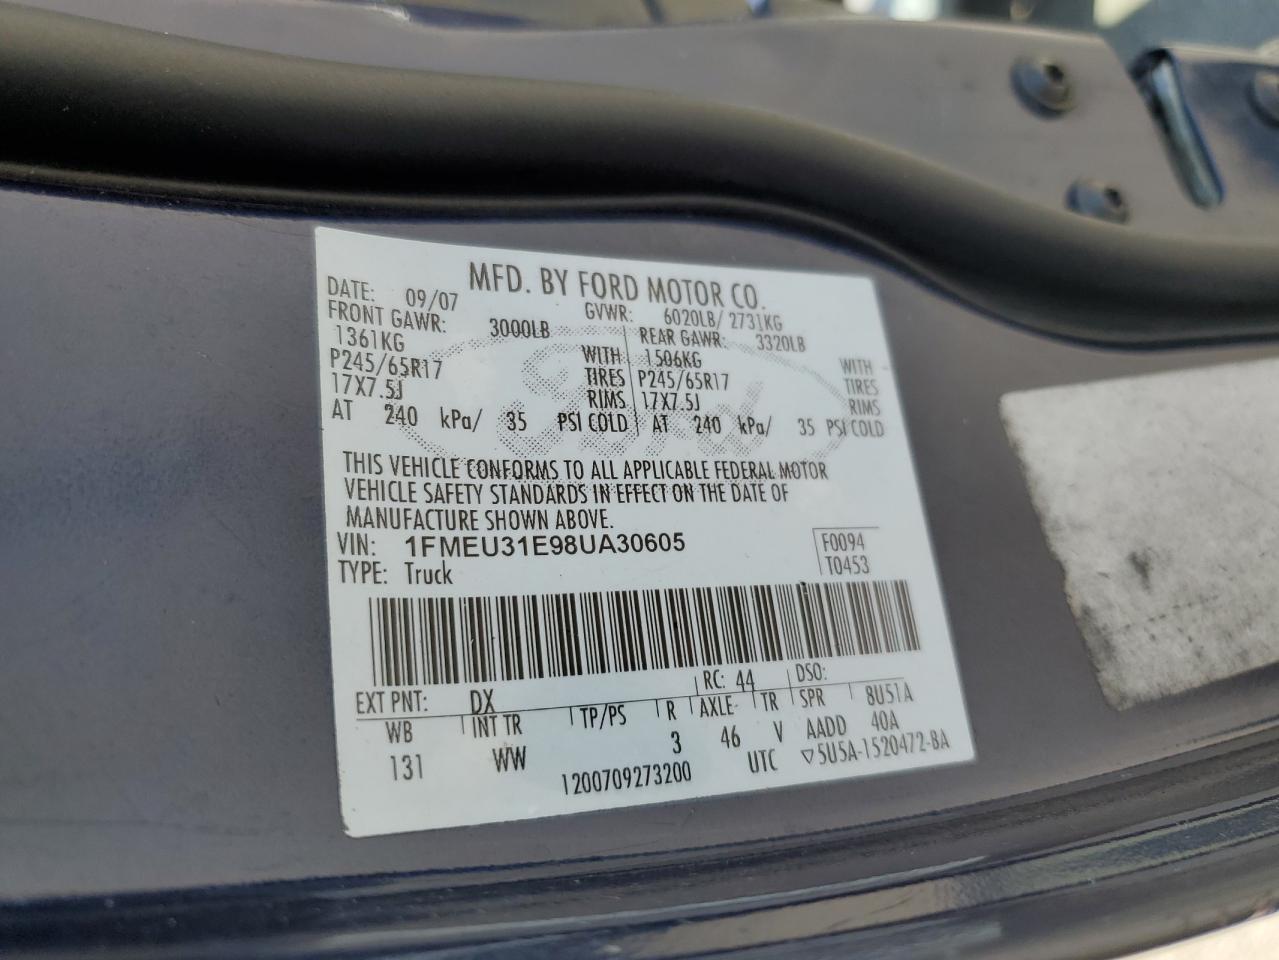 MFD. BY FORD MOTOR CO.
DATE: 09/07 GVWR: 6020LB/ 2731KG
FRONT GAWR: 3000LB REAR GAWR: 3320LB
1361KG WITH 1506KG WITH
P245/65R17 TIRES P245/65R17 TIRES
17X7.5J RIMS 17X7.5J RIMS
AT 240 kPa/ 35 PSI COLD AT 240 kPa/ 35 PSI COLD
Ford
THIS VEHICLE CONFORMS TO ALL APPLICABLE FEDERAL MOTOR
VEHICLE SAFETY STANDARDS IN EFFECT ON THE DATE OF
MANUFACTURE SHOWN ABOVE.
VIN: 1FMEU31E98UA30605 F0094
TYPE: Truck T0453
EXT PNT: DX RC: 44 DSO:
WB INT TR TP/PS R AXLE TR SPR 8U51A
131 WW 3 46 V AADD 40A
1200709273200 UTC ▽5U5A-1520472-BA